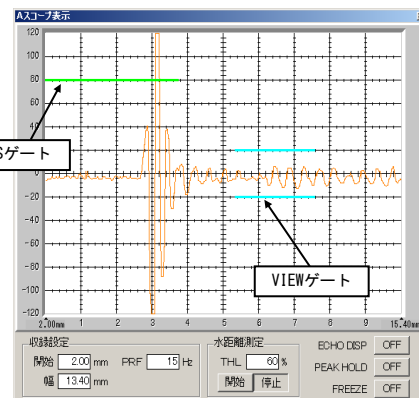 Aスコープ表示
120
100
80
60
40
Sゲート
20
0
-20
-40
-60
-80
-100
-120
VIEWゲート
2.00mm 1 2 3 4 5 6 7 8 9 15.40mm
収録設定
開始 2.00 mm PRF 15 Hz
幅 13.40 mm
水距離測定
THL 60 %
開始 停止
ECHO DISP OFF
PEAK HOLD OFF
FREEZE OFF